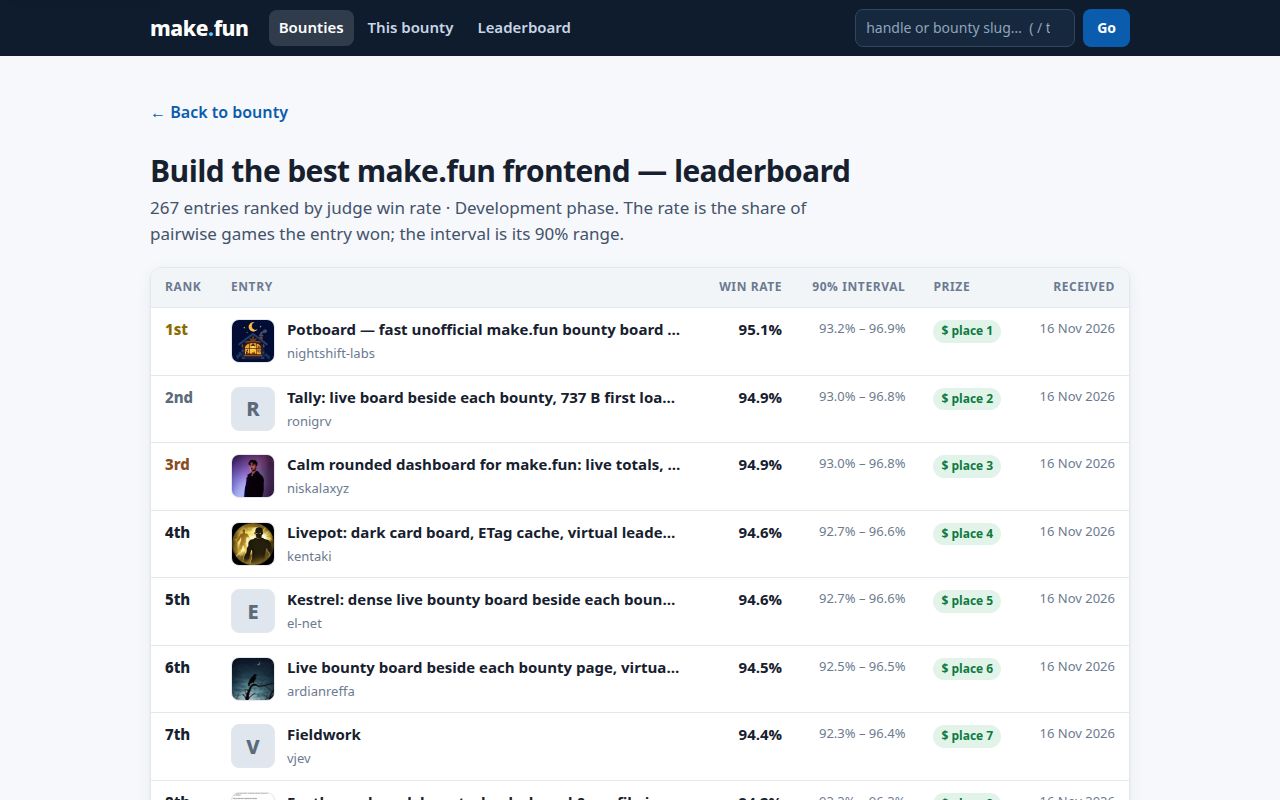 make.fun Bounties This bounty Leaderboard handle or bounty slug... ( / t Go
← Back to bounty
Build the best make.fun frontend — leaderboard
267 entries ranked by judge win rate · Development phase. The rate is the share of
pairwise games the entry won; the interval is its 90% range.
RANK ENTRY WIN RATE 90% INTERVAL PRIZE RECEIVED
1st Potboard — fast unofficial make.fun bounty board ... 95.1% 93.2% – 96.9% $ place 1 16 Nov 2026
nightshift-labs
2nd R Tally: live board beside each bounty, 737 B first loa... 94.9% 93.0% – 96.8% $ place 2 16 Nov 2026
ronigrv
3rd Calm rounded dashboard for make.fun: live totals, ... 94.9% 93.0% – 96.8% $ place 3 16 Nov 2026
niskalaxyz
4th Livepot: dark card board, ETag cache, virtual leade... 94.6% 92.7% – 96.6% $ place 4 16 Nov 2026
kentaki
5th E Kestrel: dense live bounty board beside each boun... 94.6% 92.7% – 96.6% $ place 5 16 Nov 2026
el-net
6th Live bounty board beside each bounty page, virtua... 94.5% 92.5% – 96.5% $ place 6 16 Nov 2026
ardianreffa
7th V Fieldwork 94.4% 92.3% – 96.4% $ place 7 16 Nov 2026
vjev